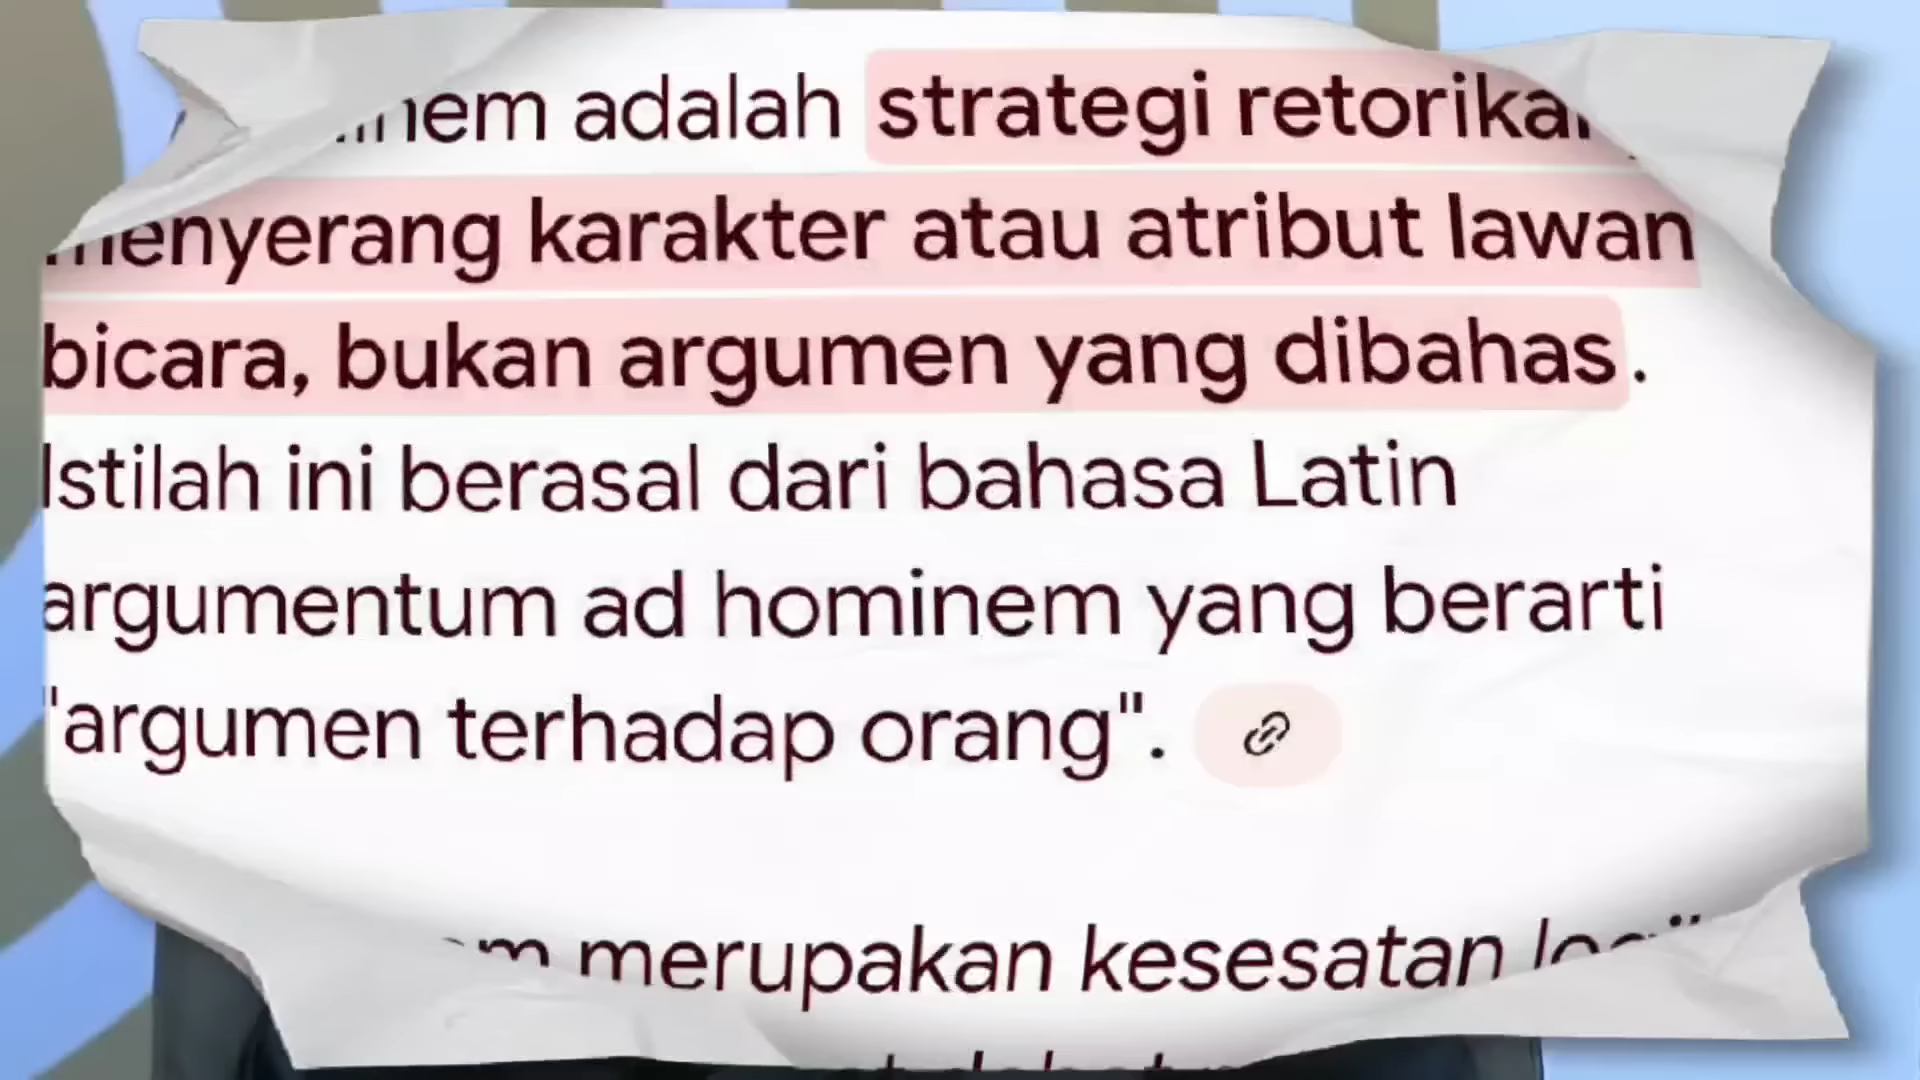 adalah strategi retorika
menyerang karakter atau atribut lawan
bicara, bukan argumen yang dibahas.
Istilah ini berasal dari bahasa Latin
argumentum ad hominem yang berarti
"argumen terhadap orang".
merupakan kesesatan